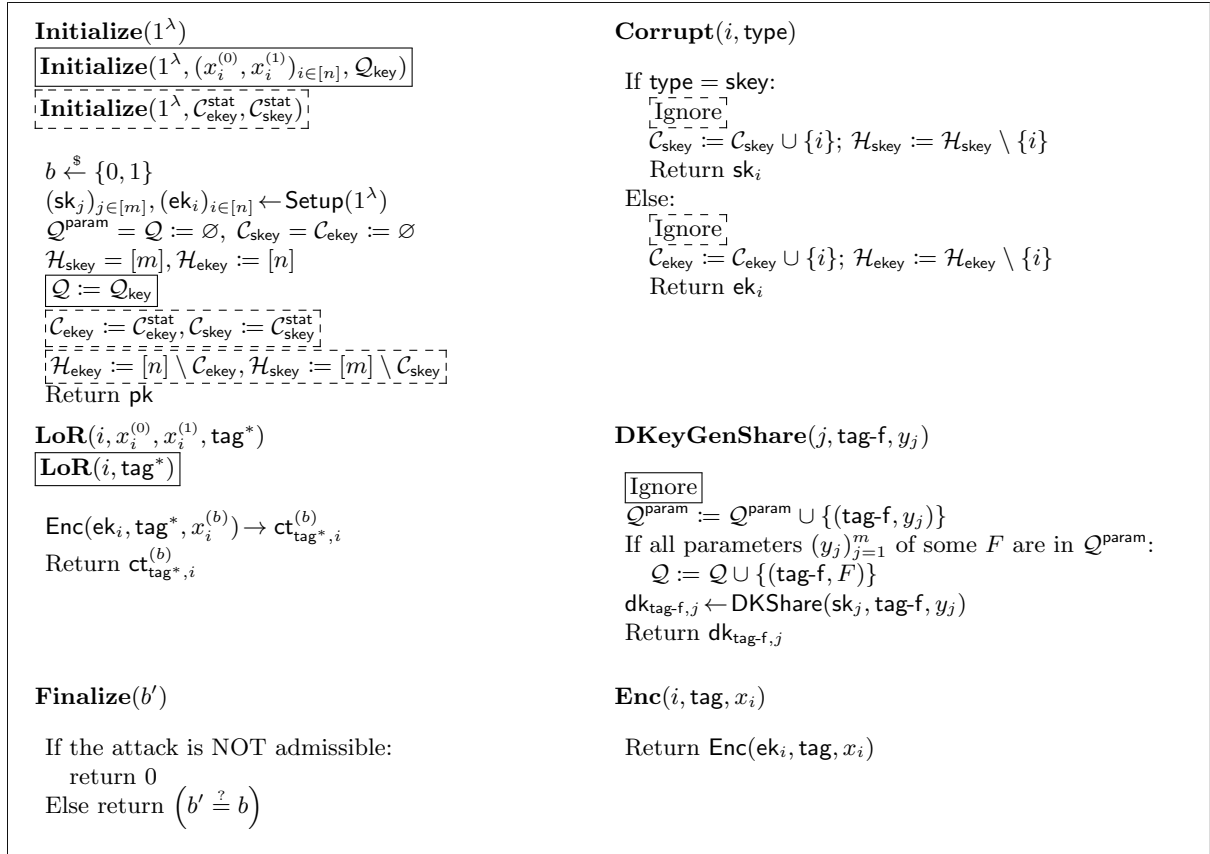 Initialize(1^λ)
Initialize(1^λ, (x_i^(0), x_i^(1))_{i∈[n]}, Q_key)
Initialize(1^λ, C_ekey^stat, C_skey^stat)
b ←$ {0, 1}
(sk_j)_{j∈[m]}, (ek_i)_{i∈[n]} ← Setup(1^λ)
Q^param = Q := ∅, C_skey = C_ekey := ∅
H_skey = [m], H_ekey := [n]
Q := Q_key
C_ekey := C_ekey^stat, C_skey := C_skey^stat
H_ekey := [n] \ C_ekey, H_skey := [m] \ C_skey
Return pk
Corrupt(i, type)
If type = skey:
Ignore
C_skey := C_skey ∪ {i}; H_skey := H_skey \ {i}
Return sk_i
Else:
Ignore
C_ekey := C_ekey ∪ {i}; H_ekey := H_ekey \ {i}
Return ek_i
LoR(i, x_i^(0), x_i^(1), tag*)
LoR(i, tag*)
Enc(ek_i, tag*, x_i^(b)) → ct_{tag*,i}^(b)
Return ct_{tag*,i}^(b)
DKeyGenShare(j, tag-f, y_j)
Ignore
Q^param := Q^param ∪ {(tag-f, y_j)}
If all parameters (y_j)_{j=1}^m of some F are in Q^param:
Q := Q ∪ {(tag-f, F)}
dk_{tag-f,j} ← DKShare(sk_j, tag-f, y_j)
Return dk_{tag-f,j}
Finalize(b′)
If the attack is NOT admissible:
return 0
Else return (b′ ≟ b)
Enc(i, tag, x_i)
Return Enc(ek_i, tag, x_i)